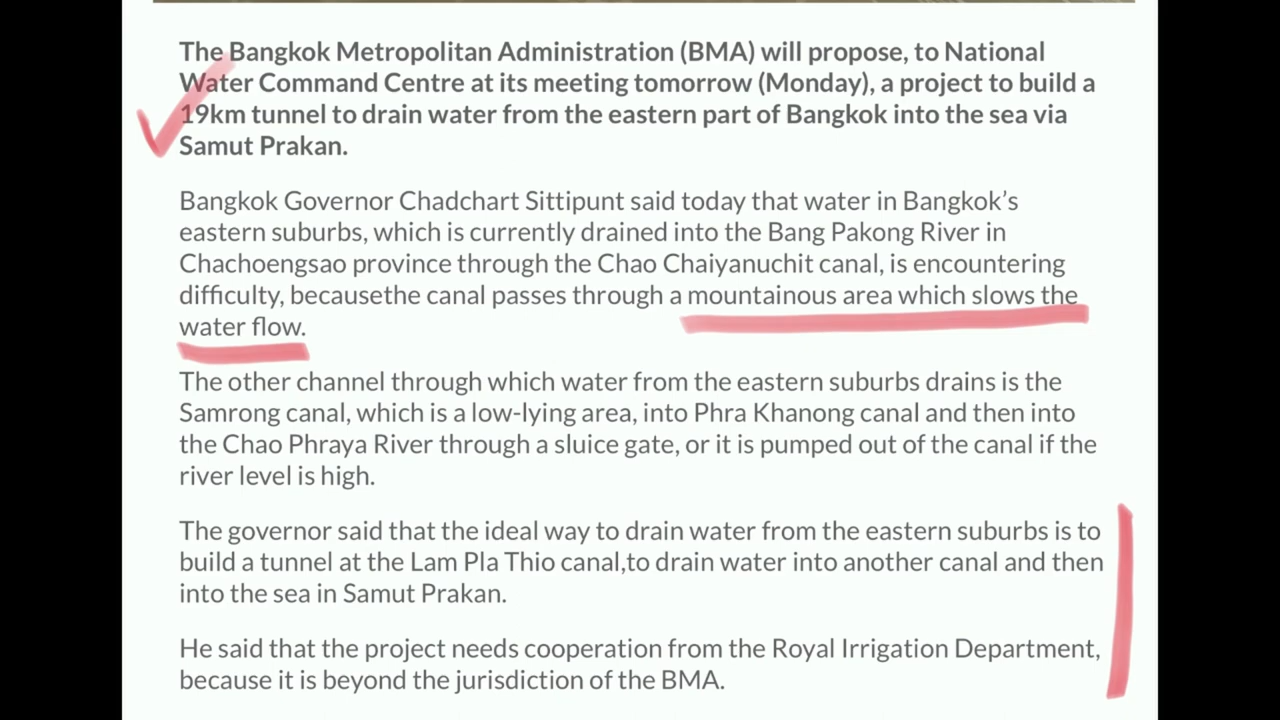 The Bangkok Metropolitan Administration (BMA) will propose, to National
Water Command Centre at its meeting tomorrow (Monday), a project to build a
19km tunnel to drain water from the eastern part of Bangkok into the sea via
Samut Prakan.
Bangkok Governor Chadchart Sittipunt said today that water in Bangkok’s
eastern suburbs, which is currently drained into the Bang Pakong River in
Chachoengsao province through the Chao Chaiyanuchit canal, is encountering
difficulty, becausethe canal passes through a mountainous area which slows the
water flow.
The other channel through which water from the eastern suburbs drains is the
Samrong canal, which is a low-lying area, into Phra Khanong canal and then into
the Chao Phraya River through a sluice gate, or it is pumped out of the canal if the
river level is high.
The governor said that the ideal way to drain water from the eastern suburbs is to
build a tunnel at the Lam Pla Thio canal,to drain water into another canal and then
into the sea in Samut Prakan.
He said that the project needs cooperation from the Royal Irrigation Department,
because it is beyond the jurisdiction of the BMA.